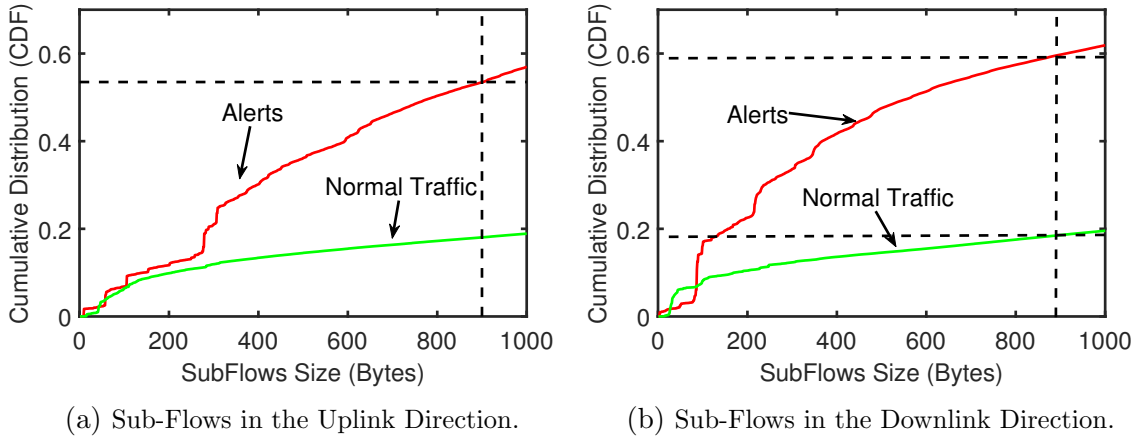 Cumulative Distribution (CDF)
0.6
0.4
0.2
0
Alerts
Normal Traffic
0 200 400 600 800 1000
SubFlows Size (Bytes)
(a) Sub-Flows in the Uplink Direction.
Cumulative Distribution (CDF)
0.6
0.4
0.2
0
Alerts
Normal Traffic
0 200 400 600 800 1000
SubFlows Size (Bytes)
(b) Sub-Flows in the Downlink Direction.